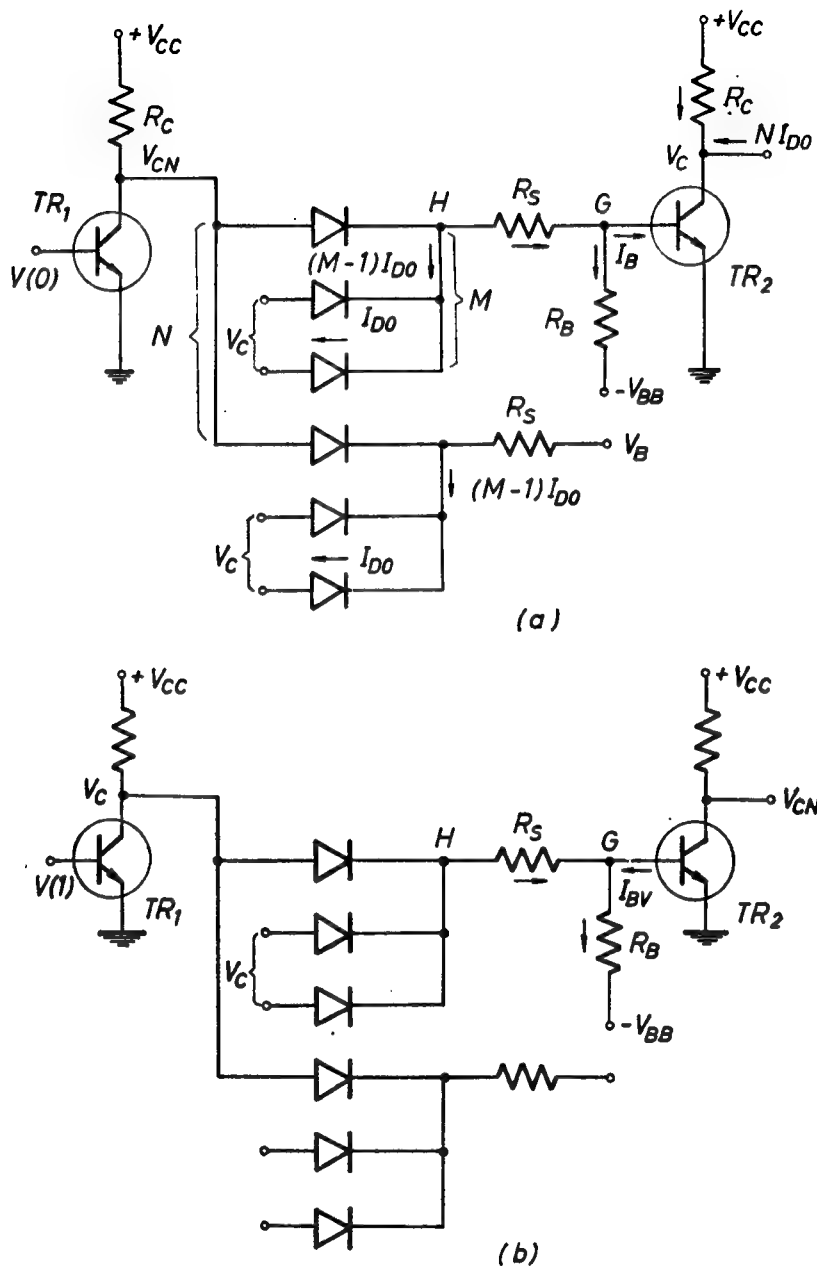 +VCC
+VCC
RC
RC
VCN
VC
N ID0
TR1
H
RS
G
V(0)
(M-1)ID0
IB
TR2
N
M
VC
ID0
RB
-VBB
RS
VB
(M-1)ID0
VC
ID0
(a)
+VCC
+VCC
VC
VCN
H
RS
G
V(1)
TR1
IBV
TR2
VC
RB
-VBB
(b)